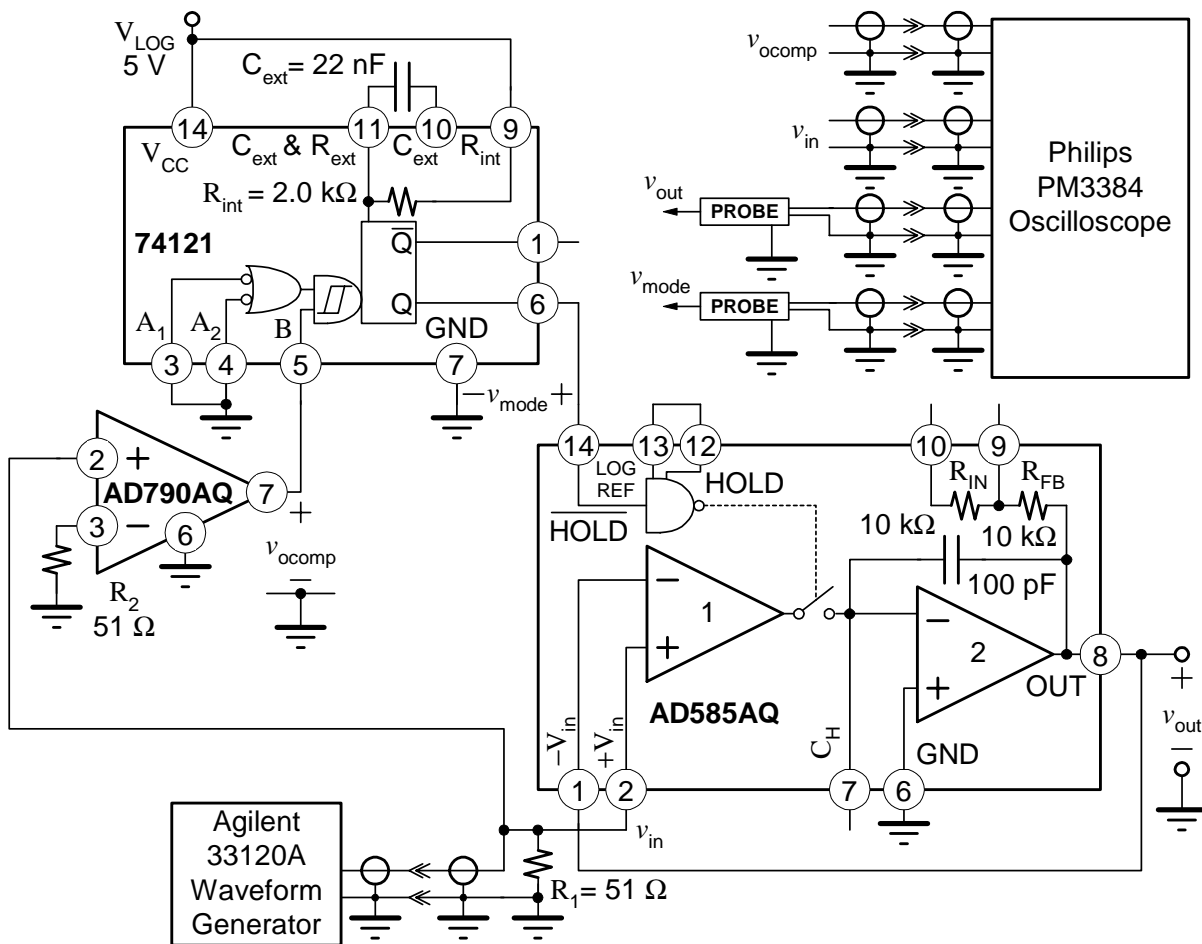 V_LOG
5 V
C_ext = 22 nF
14
11
10
9
V_CC
C_ext & R_ext
C_ext
R_int
R_int = 2.0 kΩ
74121
Q̅
1
Q
6
A_1
A_2
B
GND
3
4
5
7
− v_mode +
2
+
AD790AQ
7
3
−
6
+
v_ocomp
−
R_2
51 Ω
v_ocomp
v_in
v_out
PROBE
v_mode
PROBE
Philips
PM3384
Oscilloscope
14
13
12
10
9
LOG
REF
HOLD
H̅O̅L̅D̅
R_IN
R_FB
10 kΩ
10 kΩ
100 pF
−
1
+
−
2
+
8
OUT
AD585AQ
−V_in
+V_in
C_H
GND
+
v_out
−
1
2
7
6
v_in
Agilent
33120A
Waveform
Generator
R_1 = 51 Ω